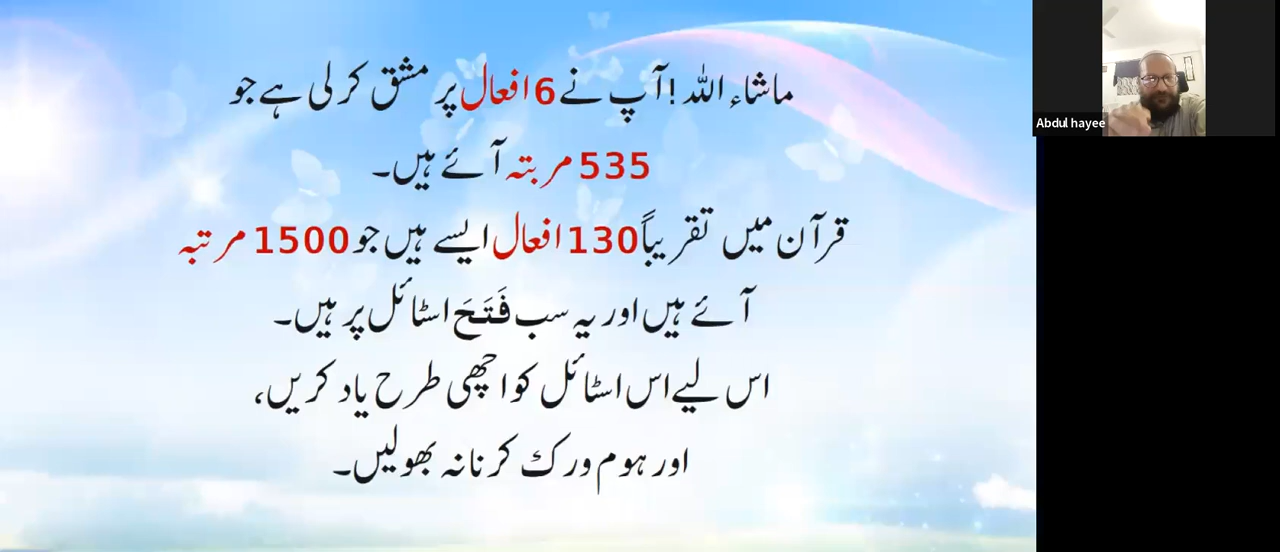 ماشاء اللہ! آپ نے 6 افعال پر مشق کر لی ہے جو
535 مربتہ آئے ہیں۔
قرآن میں تقریباً 130 افعال ایسے ہیں جو 1500 مرتبہ
آئے ہیں اور یہ سب فَتَحَ اسٹائل پر ہیں۔
اس لیے اس اسٹائل کو اچھی طرح یاد کریں،
اور ہوم ورک کرنا نہ بھولیں۔
Abdul hayee